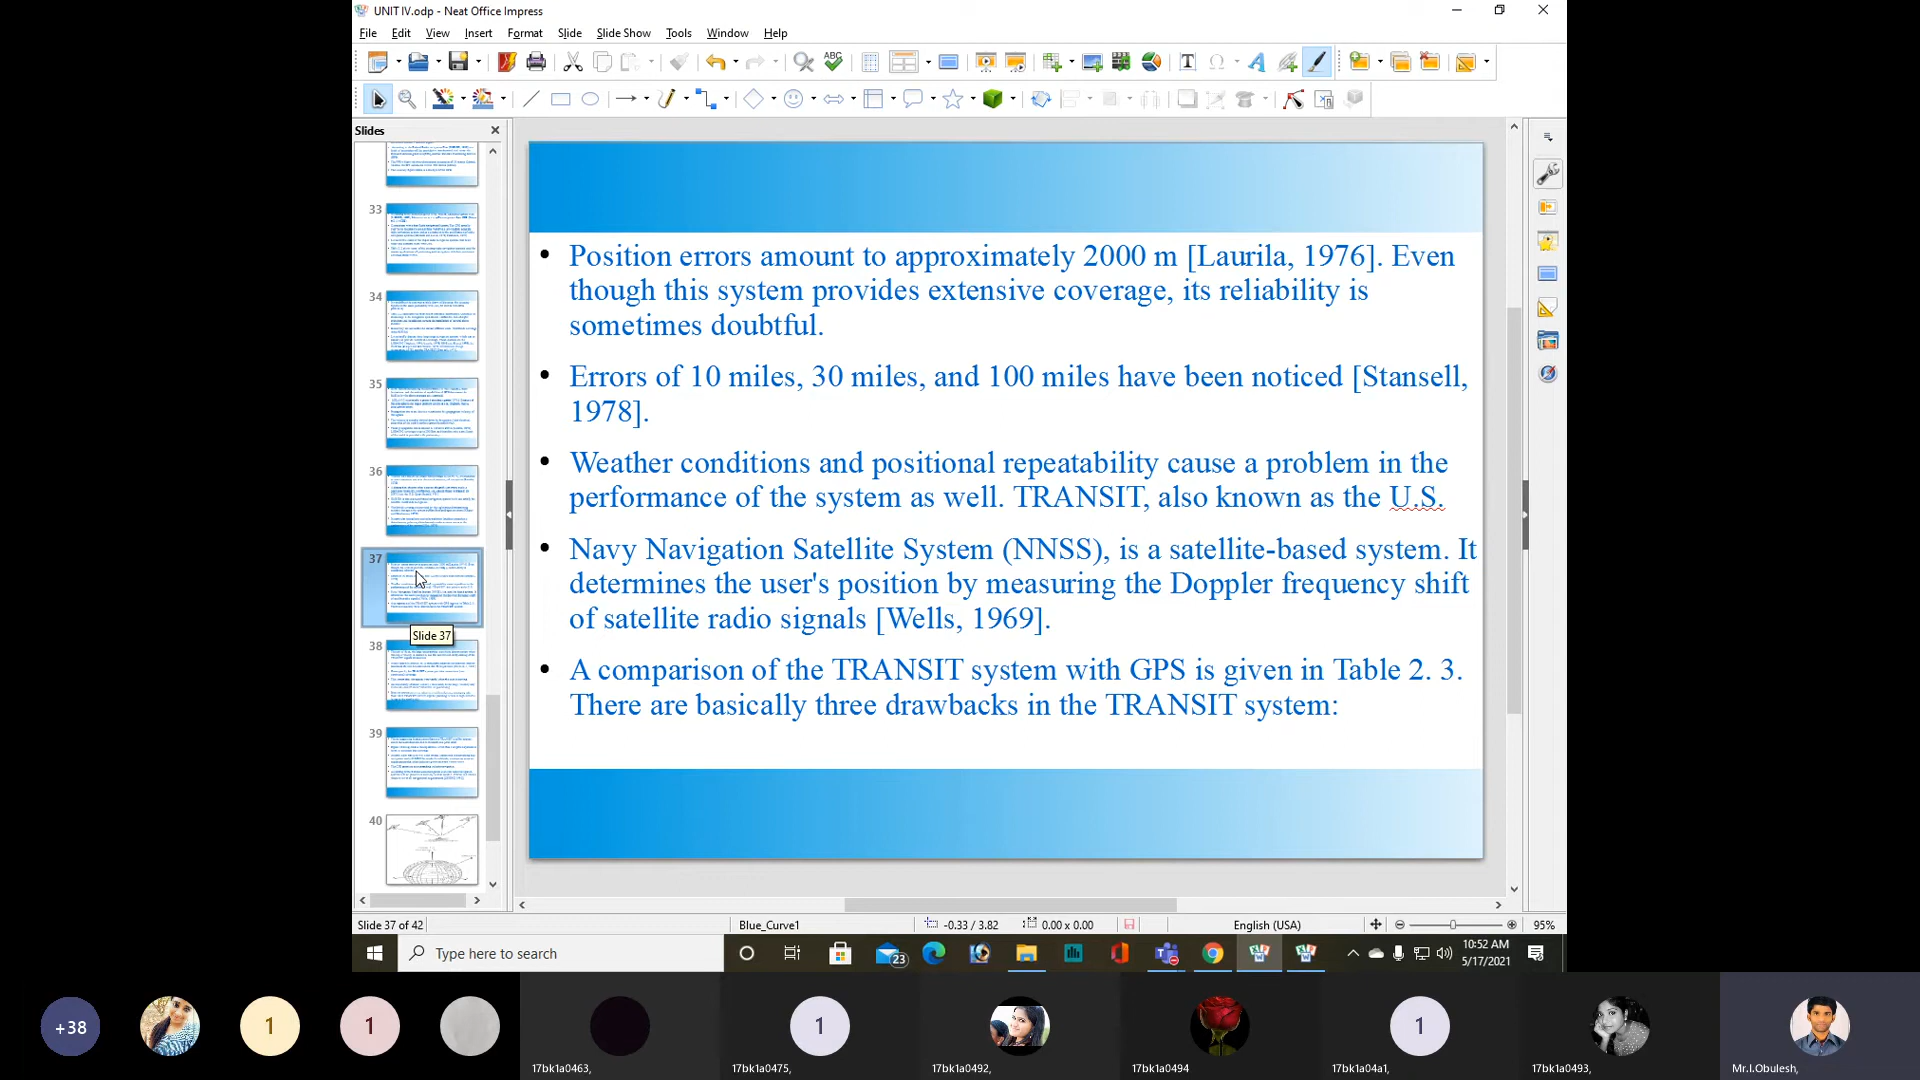 UNIT IV.odp - Neat Office Impress
File Edit View Insert Format Slide Slide Show Tools Window Help
Slides
33
34
35
36
37
Slide 37
38
39
40
• Position errors amount to approximately 2000 m [Laurila, 1976]. Even
though this system provides extensive coverage, its reliability is
sometimes doubtful.
• Errors of 10 miles, 30 miles, and 100 miles have been noticed [Stansell,
1978].
• Weather conditions and positional repeatability cause a problem in the
performance of the system as well. TRANSIT, also known as the U.S.
• Navy Navigation Satellite System (NNSS), is a satellite-based system. It
determines the user's position by measuring the Doppler frequency shift
of satellite radio signals [Wells, 1969].
• A comparison of the TRANSIT system with GPS is given in Table 2. 3.
There are basically three drawbacks in the TRANSIT system:
Slide 37 of 42 Blue_Curve1 -0.33 / 3.82 0.00 x 0.00 English (USA) 95%
Type here to search 23 10:52 AM
5/17/2021
+38 1 1 1 1
17bk1a0463, 17bk1a0475, 17bk1a0492, 17bk1a0494 17bk1a04a1, 17bk1a0493, Mr.I.Obulesh,